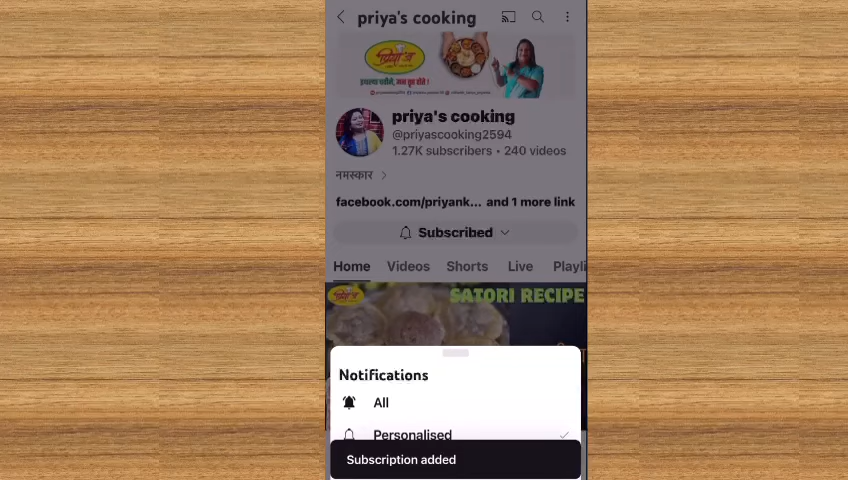 priya's cooking
प्रिया'ज
priya's cooking
@priyascooking2594
1.27K subscribers • 240 videos
नमस्कार
facebook.com/priyank... and 1 more link
Subscribed
Home Videos Shorts Live Playli
SATORI RECIPE
Notifications
All
Personalised
Subscription added